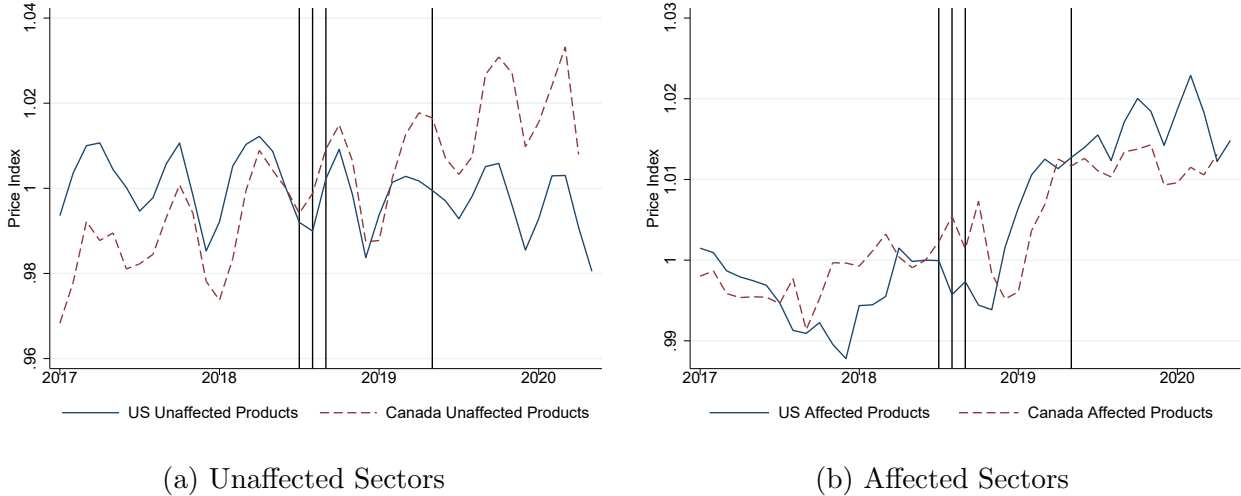 Price Index
1.04
1.02
1
.98
.96
2017 2018 2019 2020
US Unaffected Products Canada Unaffected Products
(a) Unaffected Sectors
Price Index
1.03
1.02
1.01
1
.99
2017 2018 2019 2020
US Affected Products Canada Affected Products
(b) Affected Sectors